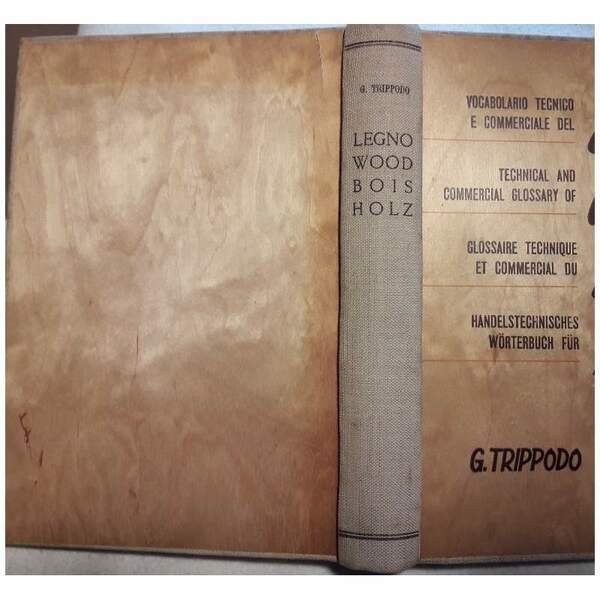 G. TRIPPODO
LEGNO
WOOD
BOIS
HOLZ
VOCABOLARIO TECNICO
E COMMERCIALE DEL
TECHNICAL AND
COMMERCIAL GLOSSARY OF
GLOSSAIRE TECHNIQUE
ET COMMERCIAL DU
HANDELSTECHNISCHES
WÖRTERBUCH FÜR
G. TRIPPODO